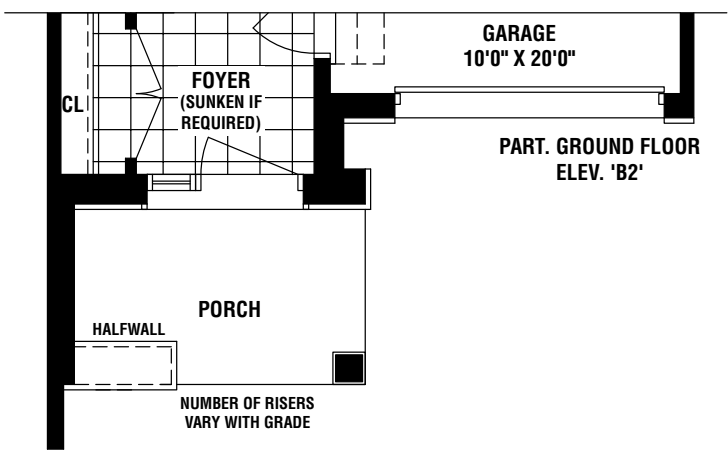 GARAGE
10'0" X 20'0"
FOYER
(SUNKEN IF
REQUIRED)
CL
PART. GROUND FLOOR
ELEV. 'B2'
PORCH
HALFWALL
NUMBER OF RISERS
VARY WITH GRADE